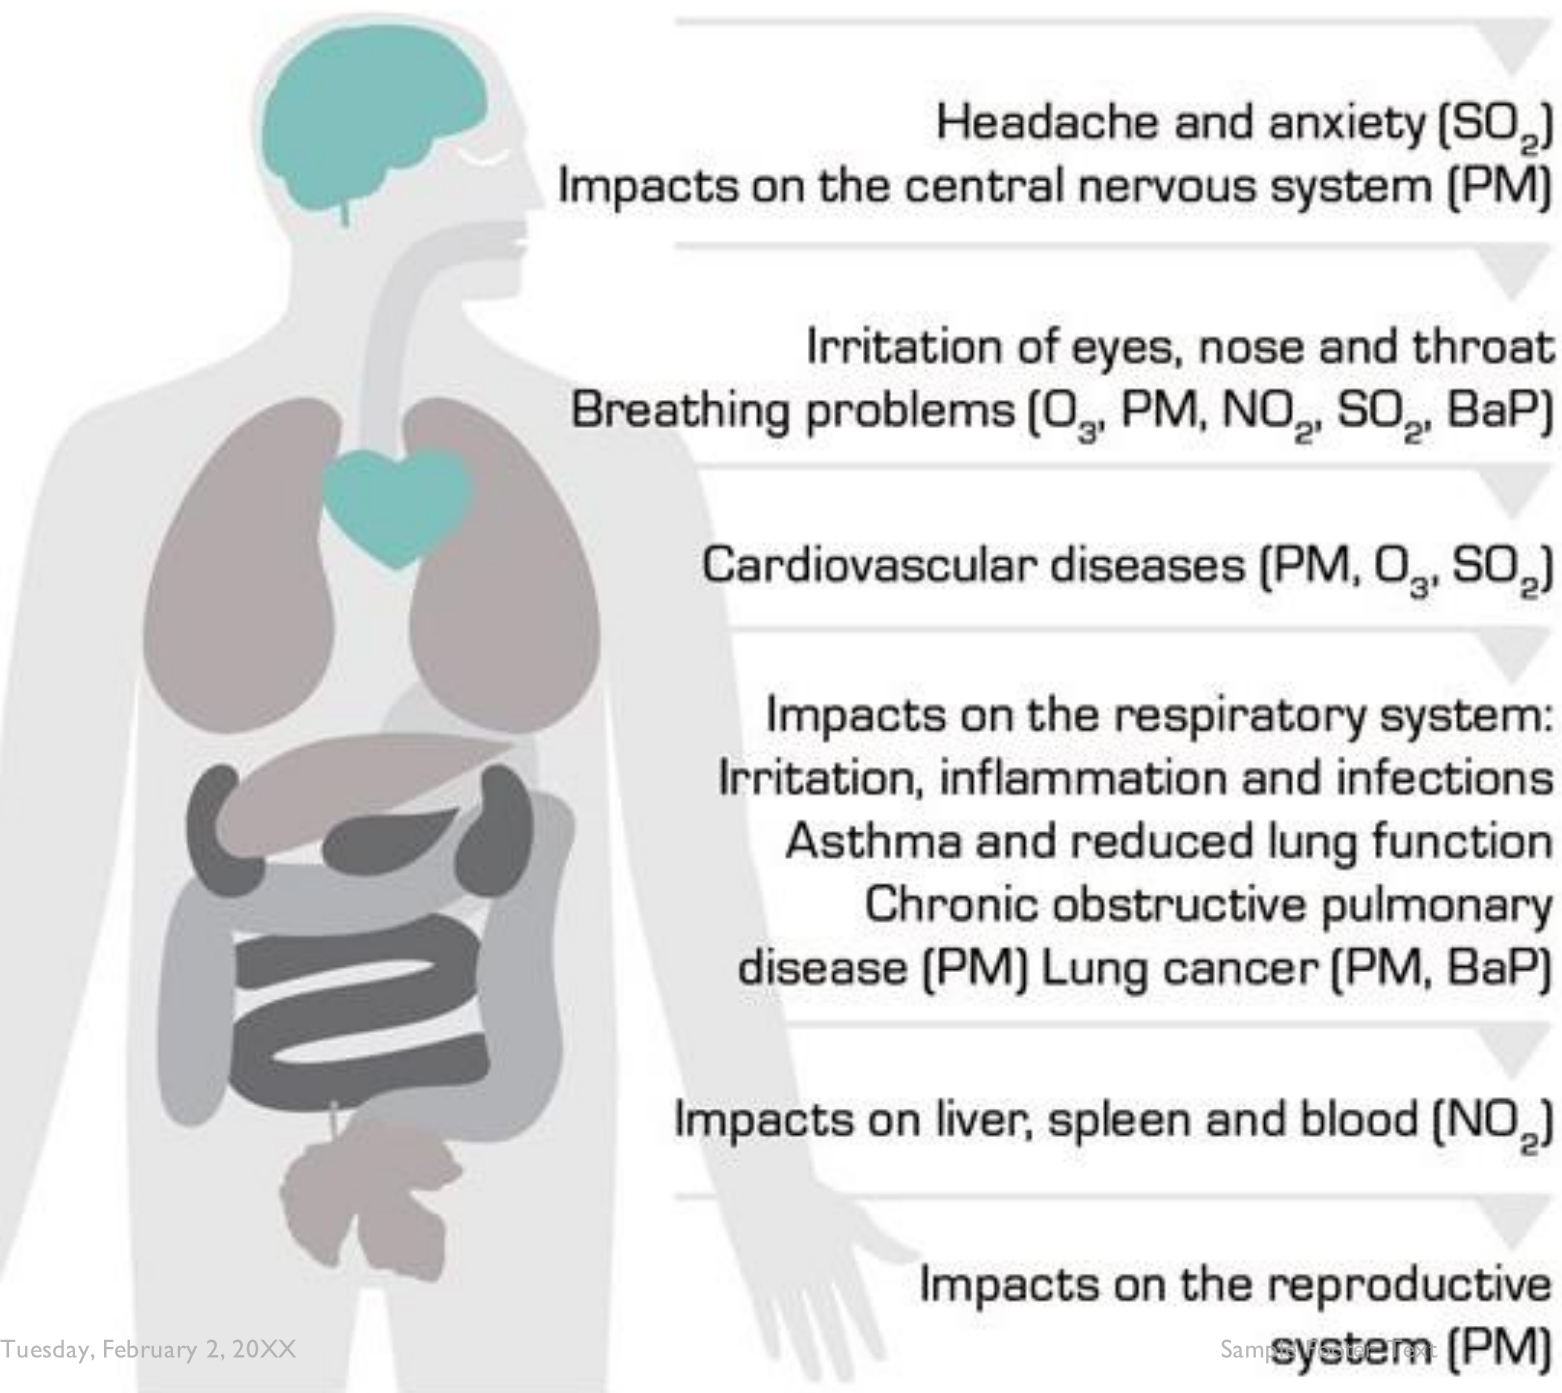 Headache and anxiety (SO₂)
Impacts on the central nervous system (PM)
Irritation of eyes, nose and throat
Breathing problems (O₃, PM, NO₂, SO₂, BaP)
Cardiovascular diseases (PM, O₃, SO₂)
Impacts on the respiratory system:
Irritation, inflammation and infections
Asthma and reduced lung function
Chronic obstructive pulmonary
disease (PM) Lung cancer (PM, BaP)
Impacts on liver, spleen and blood (NO₂)
Impacts on the reproductive
system (PM)
Tuesday, February 2, 20XX
Sample Footer Text